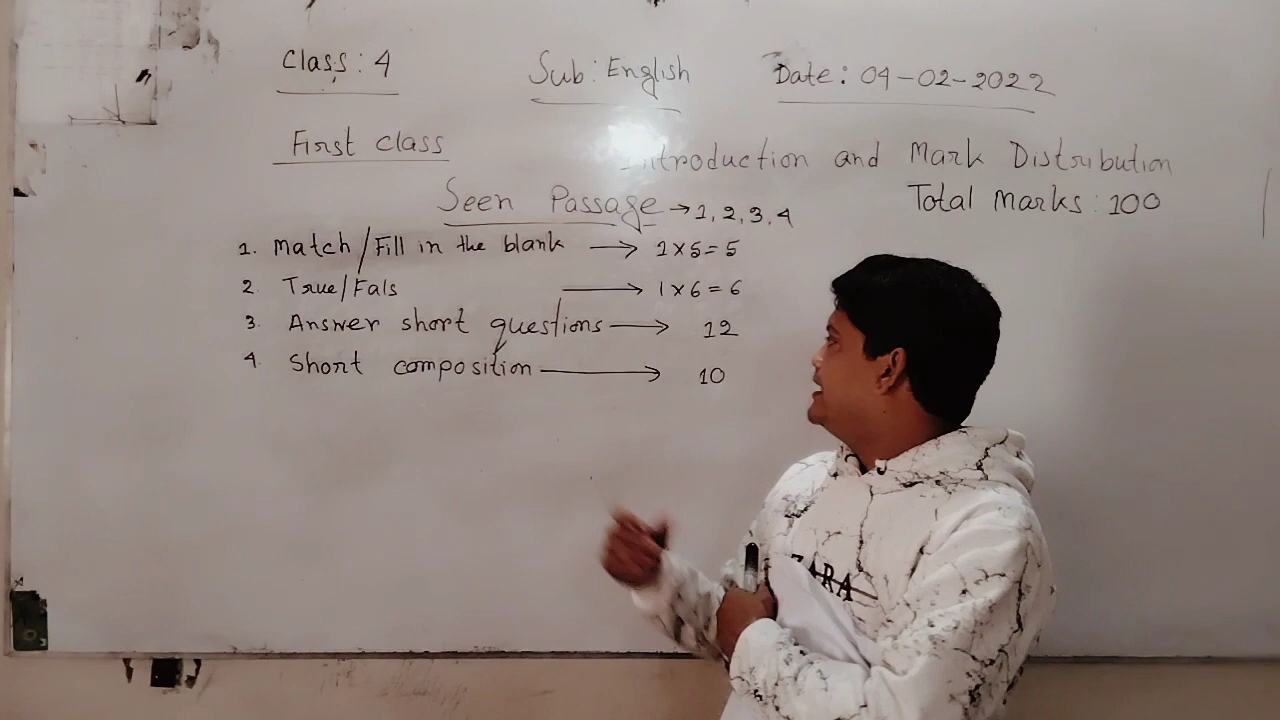 Class: 4 Sub: English Date: 04-02-2022
First class Introduction and Mark Distribution
Seen Passage → 1, 2, 3, 4 Total Marks: 100
1. Match/Fill in the blank → 1×5=5
2. True/Fals → 1×6=6
3. Answer short questions → 12
4. Short composition → 10
ZARA